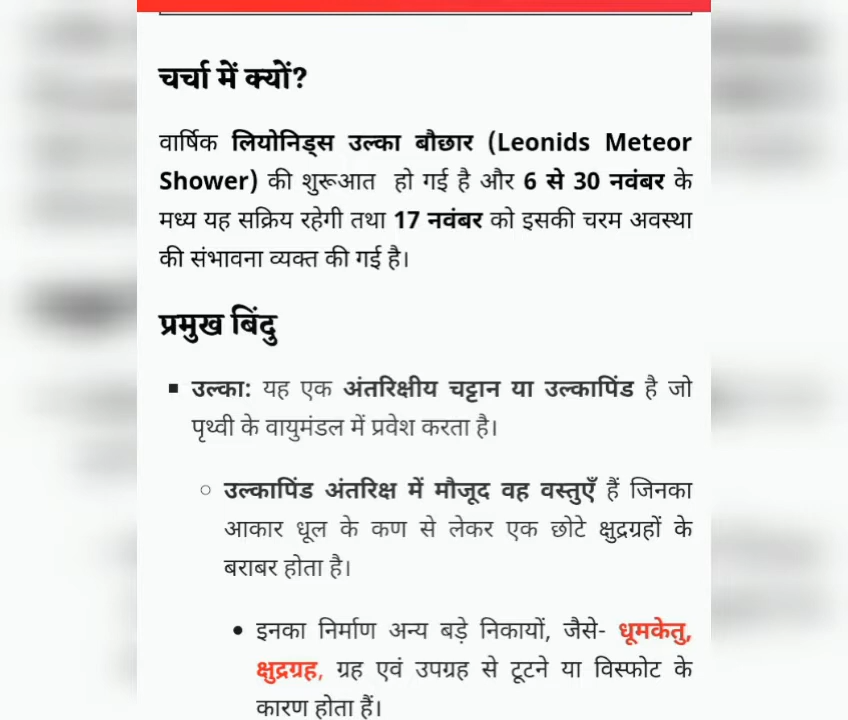 चर्चा में क्यों?
वार्षिक लियोनिड्स उल्का बौछार (Leonids Meteor
Shower) की शुरूआत हो गई है और 6 से 30 नवंबर के
मध्य यह सक्रिय रहेगी तथा 17 नवंबर को इसकी चरम अवस्था
की संभावना व्यक्त की गई है।
प्रमुख बिंदु
▪ उल्का: यह एक अंतरिक्षीय चट्टान या उल्कापिंड है जो
पृथ्वी के वायुमंडल में प्रवेश करता है।
○ उल्कापिंड अंतरिक्ष में मौजूद वह वस्तुएँ हैं जिनका
आकार धूल के कण से लेकर एक छोटे क्षुद्रग्रहों के
बराबर होता है।
• इनका निर्माण अन्य बड़े निकायों, जैसे- धूमकेतु,
क्षुद्रग्रह, ग्रह एवं उपग्रह से टूटने या विस्फोट के
कारण होता हैं।